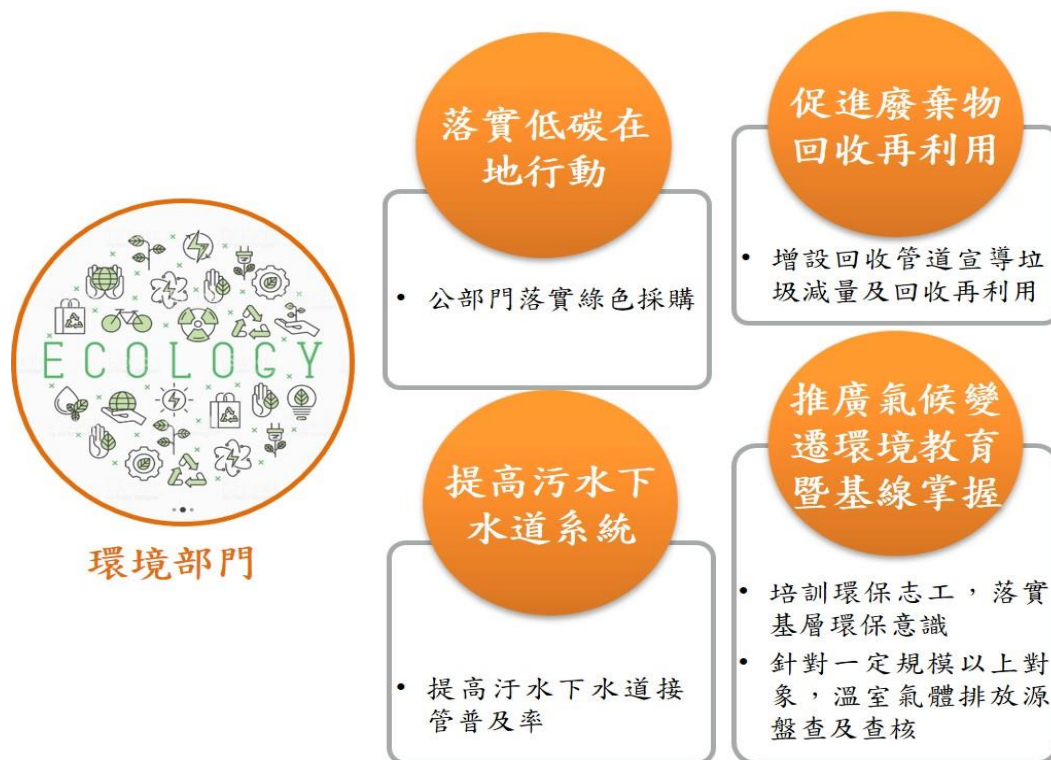 ECOLOGY
環境部門
落實低碳在
地行動
• 公部門落實綠色採購
促進廢棄物
回收再利用
• 增設回收管道宣導垃
圾減量及回收再利用
提高污水下
水道系統
• 提高汙水下水道接
管普及率
推廣氣候變
遷環境教育
暨基線掌握
• 培訓環保志工，落實
基層環保意識
• 針對一定規模以上對
象，溫室氣體排放源
盤查及查核